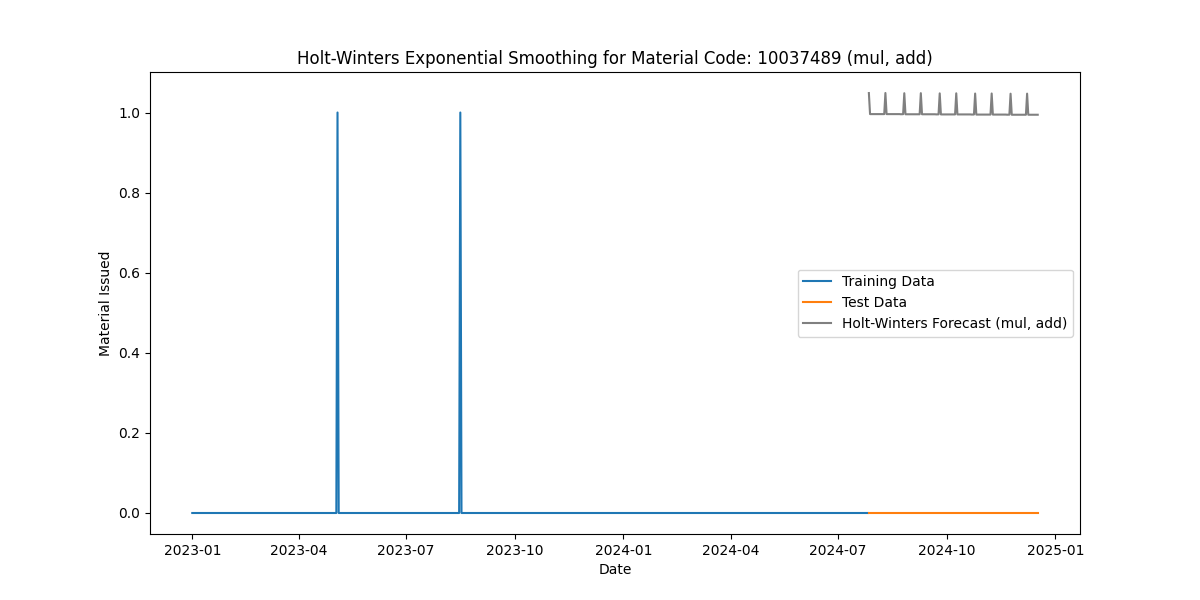 Holt-Winters Exponential Smoothing for Material Code: 10037489 (mul, add)
1.0
0.8
0.6
0.4
0.2
0.0
Material Issued
Training Data
Test Data
Holt-Winters Forecast (mul, add)
2023-01 2023-04 2023-07 2023-10 2024-01 2024-04 2024-07 2024-10 2025-01
Date